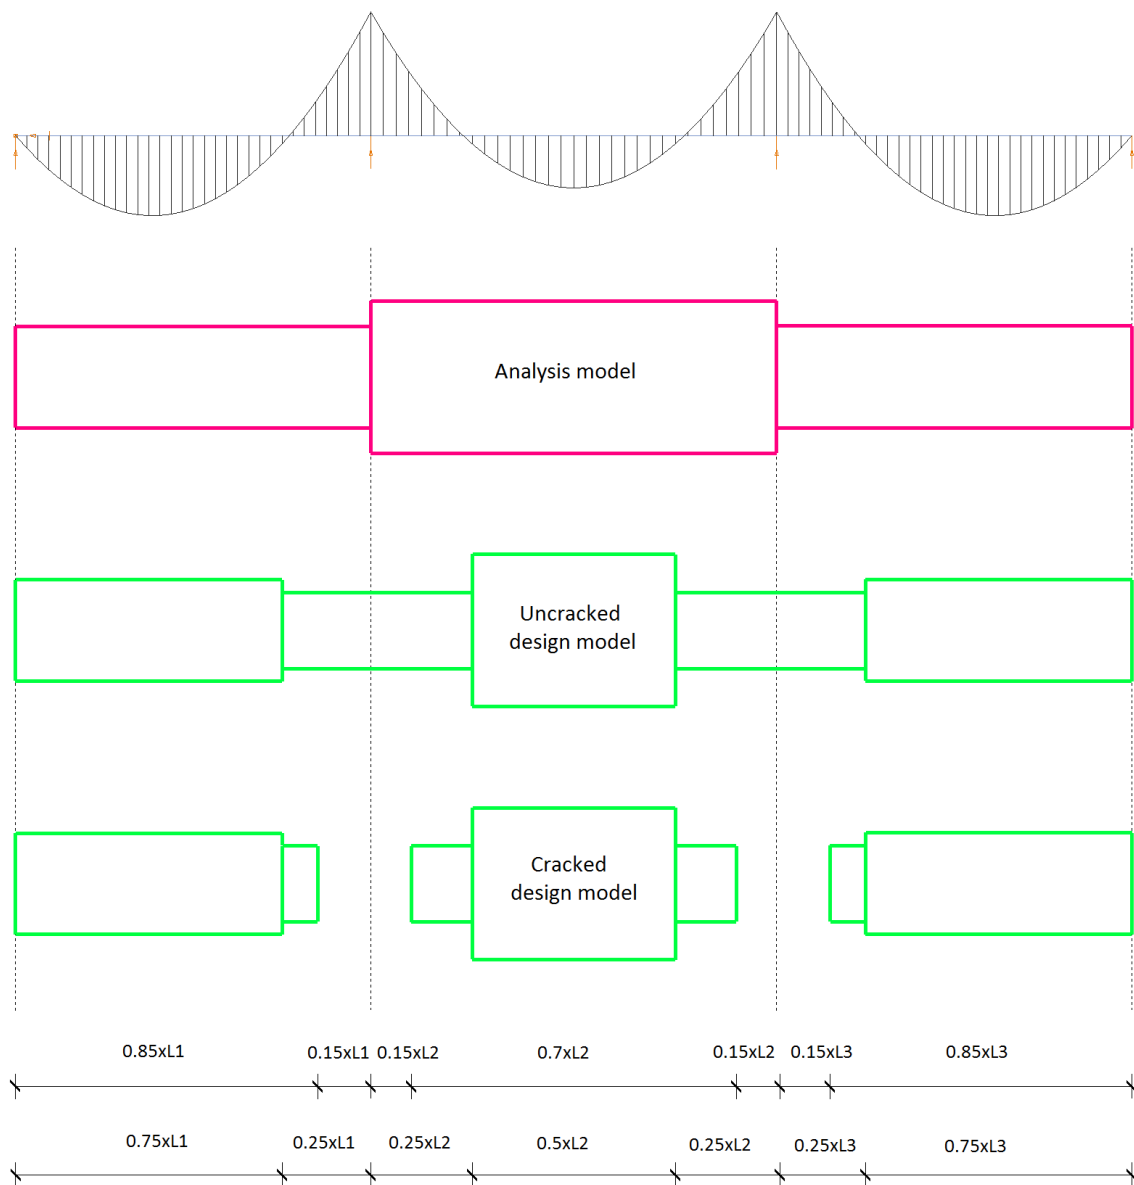 Analysis model
Uncracked
design model
Cracked
design model
0.85xL1
0.15xL1
0.15xL2
0.7xL2
0.15xL2
0.15xL3
0.85xL3
0.75xL1
0.25xL1
0.25xL2
0.5xL2
0.25xL2
0.25xL3
0.75xL3